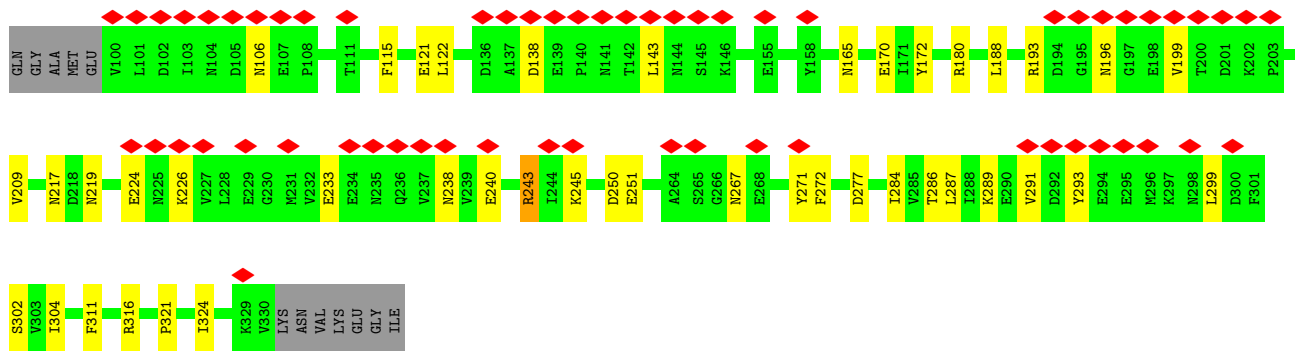 GLN GLY ALA MET GLU V100 L101 D102 I103 N104 D105 N106 E107 P108 T111 F115 E121 L122 D136 A137 D138 E139 P140 N141 T142 L143 N144 S145 K146 E155 Y158 N165 E170 I171 Y172 R180 L188 R193 D194 G195 N196 G197 E198 V199 T200 D201 K202 P203
V209 N217 D218 N219 E224 N225 K226 V227 L228 E229 G230 M231 V232 E233 E234 N235 Q236 V237 N238 V239 E240 R243 I244 K245 D250 E251 A264 S265 G266 N267 E268 Y271 F272 D277 I284 V285 T286 L287 I288 K289 E290 V291 D292 Y293 E294 E295 M296 K297 N298 L299 D300 F301
S302 V303 I304 F311 R316 P321 I324 K329 V330 LYS ASN VAL LYS GLU GLY ILE